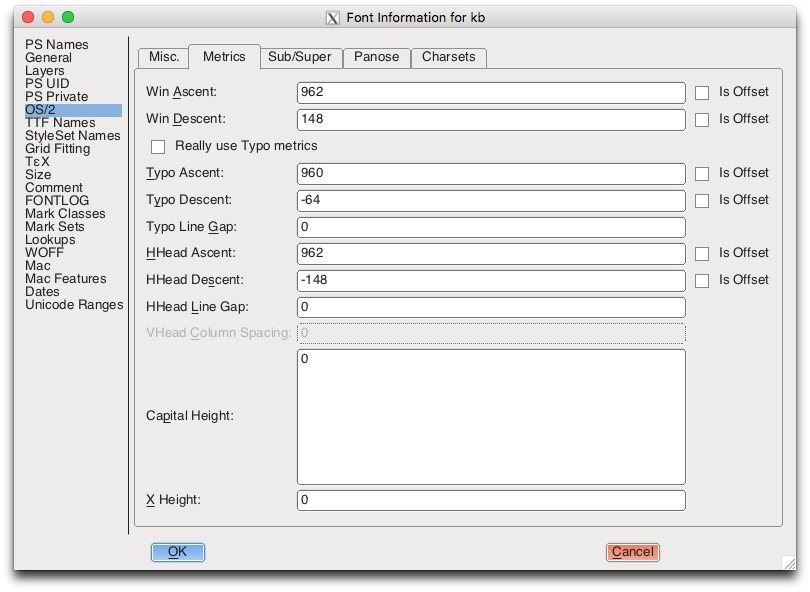 Font Information for kb
PS Names
General
Layers
PS UID
PS Private
OS/2
TTF Names
StyleSet Names
Grid Fitting
TεX
Size
Comment
FONTLOG
Mark Classes
Mark Sets
Lookups
WOFF
Mac
Mac Features
Dates
Unicode Ranges
Misc. Metrics Sub/Super Panose Charsets
Win Ascent: 962 Is Offset
Win Descent: 148 Is Offset
Really use Typo metrics
Typo Ascent: 960 Is Offset
Typo Descent: -64 Is Offset
Typo Line Gap: 0
HHead Ascent: 962 Is Offset
HHead Descent: -148 Is Offset
HHead Line Gap: 0
VHead Column Spacing: 0
Capital Height: 0
X Height: 0
OK Cancel